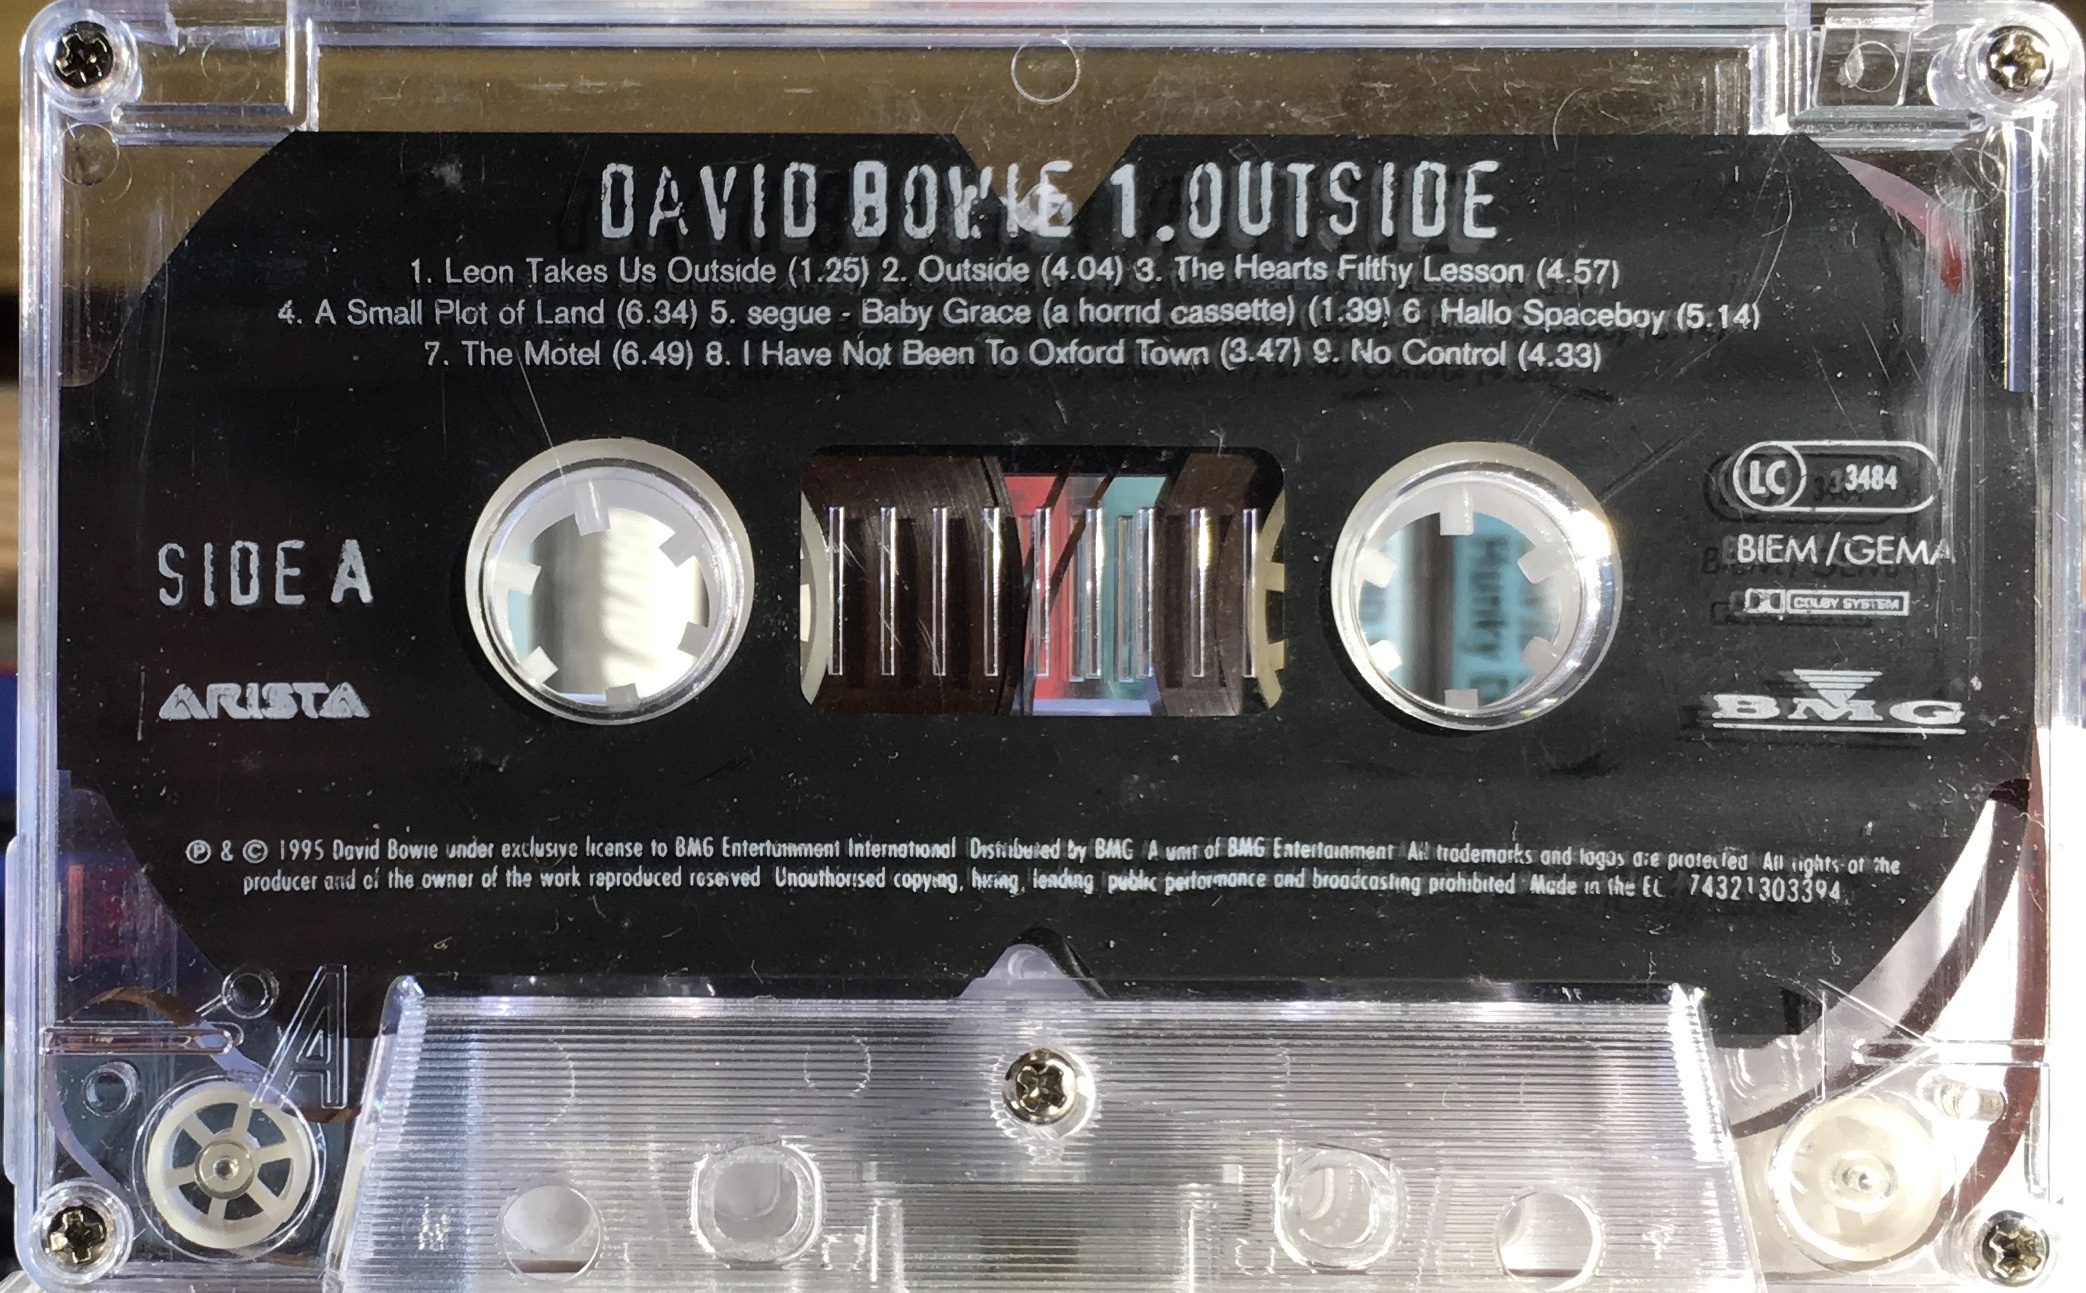 DAVID BOWIE 1.OUTSIDE
1. Leon Takes Us Outside (1.25) 2. Outside (4.04) 3. The Hearts Filthy Lesson (4.57)
4. A Small Plot of Land (6.34) 5. segue - Baby Grace (a horrid cassette) (1.39) 6 Hallo Spaceboy (5.14)
7. The Motel (6.49) 8. I Have Not Been To Oxford Town (3.47) 9. No Control (4.33)
LC 3484
BIEM/GEMA
DOLBY SYSTEM
SIDE A
ARISTA
BMG
℗ & © 1995 David Bowie under exclusive license to BMG Entertainment International Distributed by BMG A unit of BMG Entertainment All trademarks and logos are protected All rights of the
producer and of the owner of the work reproduced reserved Unauthorised copying, hiring, lending public performance and broadcasting prohibited Made in the EC 74321303394
A